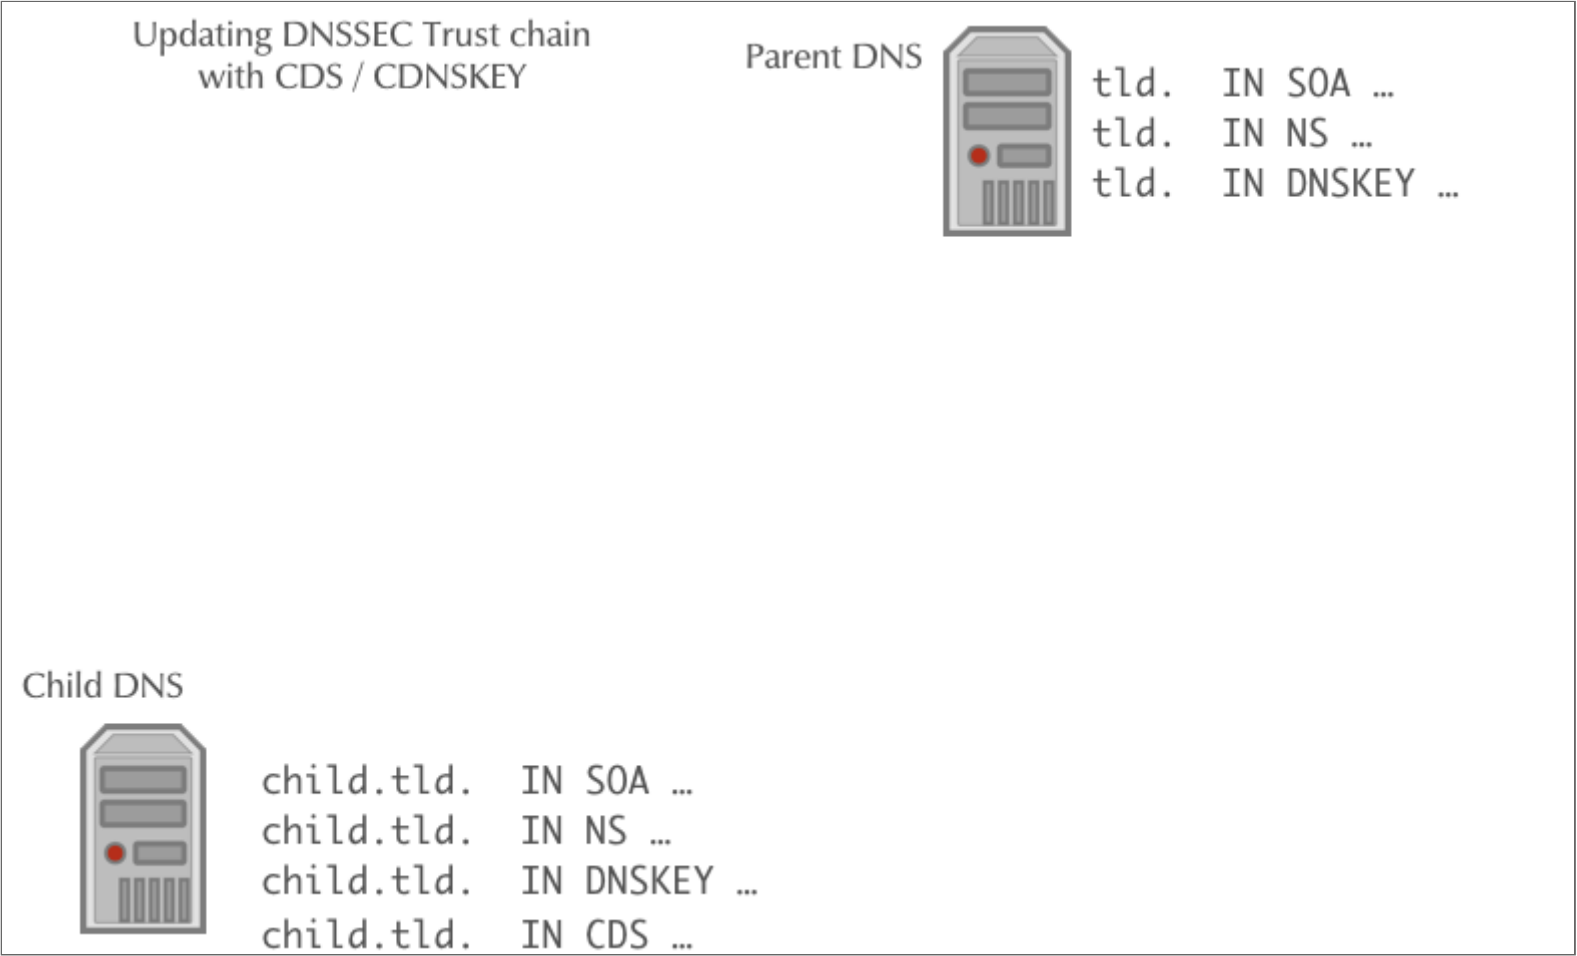 Updating DNSSEC Trust chain
with CDS / CDNSKEY
Parent DNS
tld.  IN SOA …
tld.  IN NS …
tld.  IN DNSKEY …
Child DNS
child.tld.  IN SOA …
child.tld.  IN NS …
child.tld.  IN DNSKEY …
child.tld.  IN CDS …